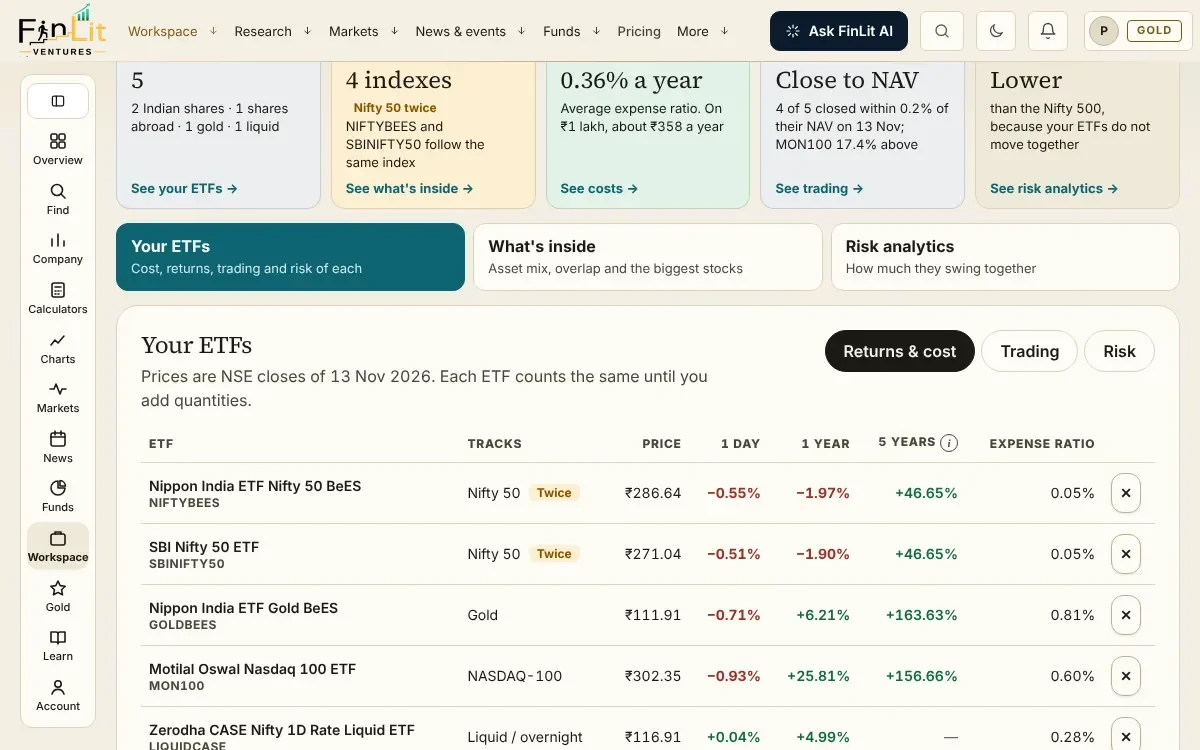 FinLit
VENTURES
Workspace ↓
Research ↓
Markets ↓
News & events ↓
Funds ↓
Pricing
More ↓
Ask FinLit AI
P
GOLD
Overview
Find
Company
Calculators
Charts
Markets
News
Funds
Workspace
Gold
Learn
Account
5
2 Indian shares · 1 shares
abroad · 1 gold · 1 liquid
See your ETFs →
4 indexes
Nifty 50 twice
NIFTYBEES and
SBINIFTY50 follow the
same index
See what's inside →
0.36% a year
Average expense ratio. On
₹1 lakh, about ₹358 a year
See costs →
Close to NAV
4 of 5 closed within 0.2% of
their NAV on 13 Nov;
MON100 17.4% above
See trading →
Lower
than the Nifty 500,
because your ETFs do not
move together
See risk analytics →
Your ETFs
Cost, returns, trading and risk of each
What's inside
Asset mix, overlap and the biggest stocks
Risk analytics
How much they swing together
Your ETFs
Prices are NSE closes of 13 Nov 2026. Each ETF counts the same until you
add quantities.
Returns & cost
Trading
Risk
ETF TRACKS PRICE 1 DAY 1 YEAR 5 YEARS i EXPENSE RATIO
Nippon India ETF Nifty 50 BeES
NIFTYBEES
Nifty 50 Twice ₹286.64 −0.55% −1.97% +46.65% 0.05% ×
SBI Nifty 50 ETF
SBINIFTY50
Nifty 50 Twice ₹271.04 −0.51% −1.90% +46.65% 0.05% ×
Nippon India ETF Gold BeES
GOLDBEES
Gold ₹111.91 −0.71% +6.21% +163.63% 0.81% ×
Motilal Oswal Nasdaq 100 ETF
MON100
NASDAQ-100 ₹302.35 −0.93% +25.81% +156.66% 0.60% ×
Zerodha CASE Nifty 1D Rate Liquid ETF
LIQUIDCASE
Liquid / overnight ₹116.91 +0.04% +4.99% — 0.28% ×